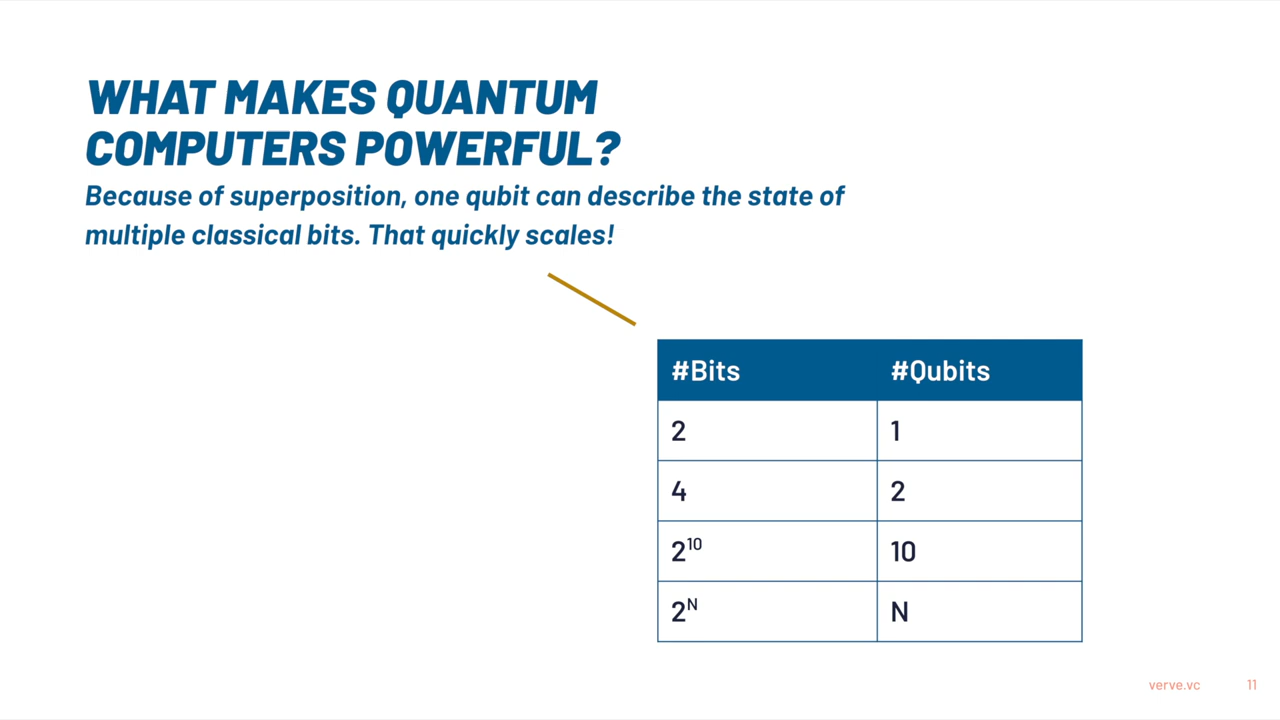 WHAT MAKES QUANTUM
COMPUTERS POWERFUL?
Because of superposition, one qubit can describe the state of
multiple classical bits. That quickly scales!
#Bits #Qubits
2 1
4 2
2¹⁰ 10
2ᴺ N
verve.vc 11